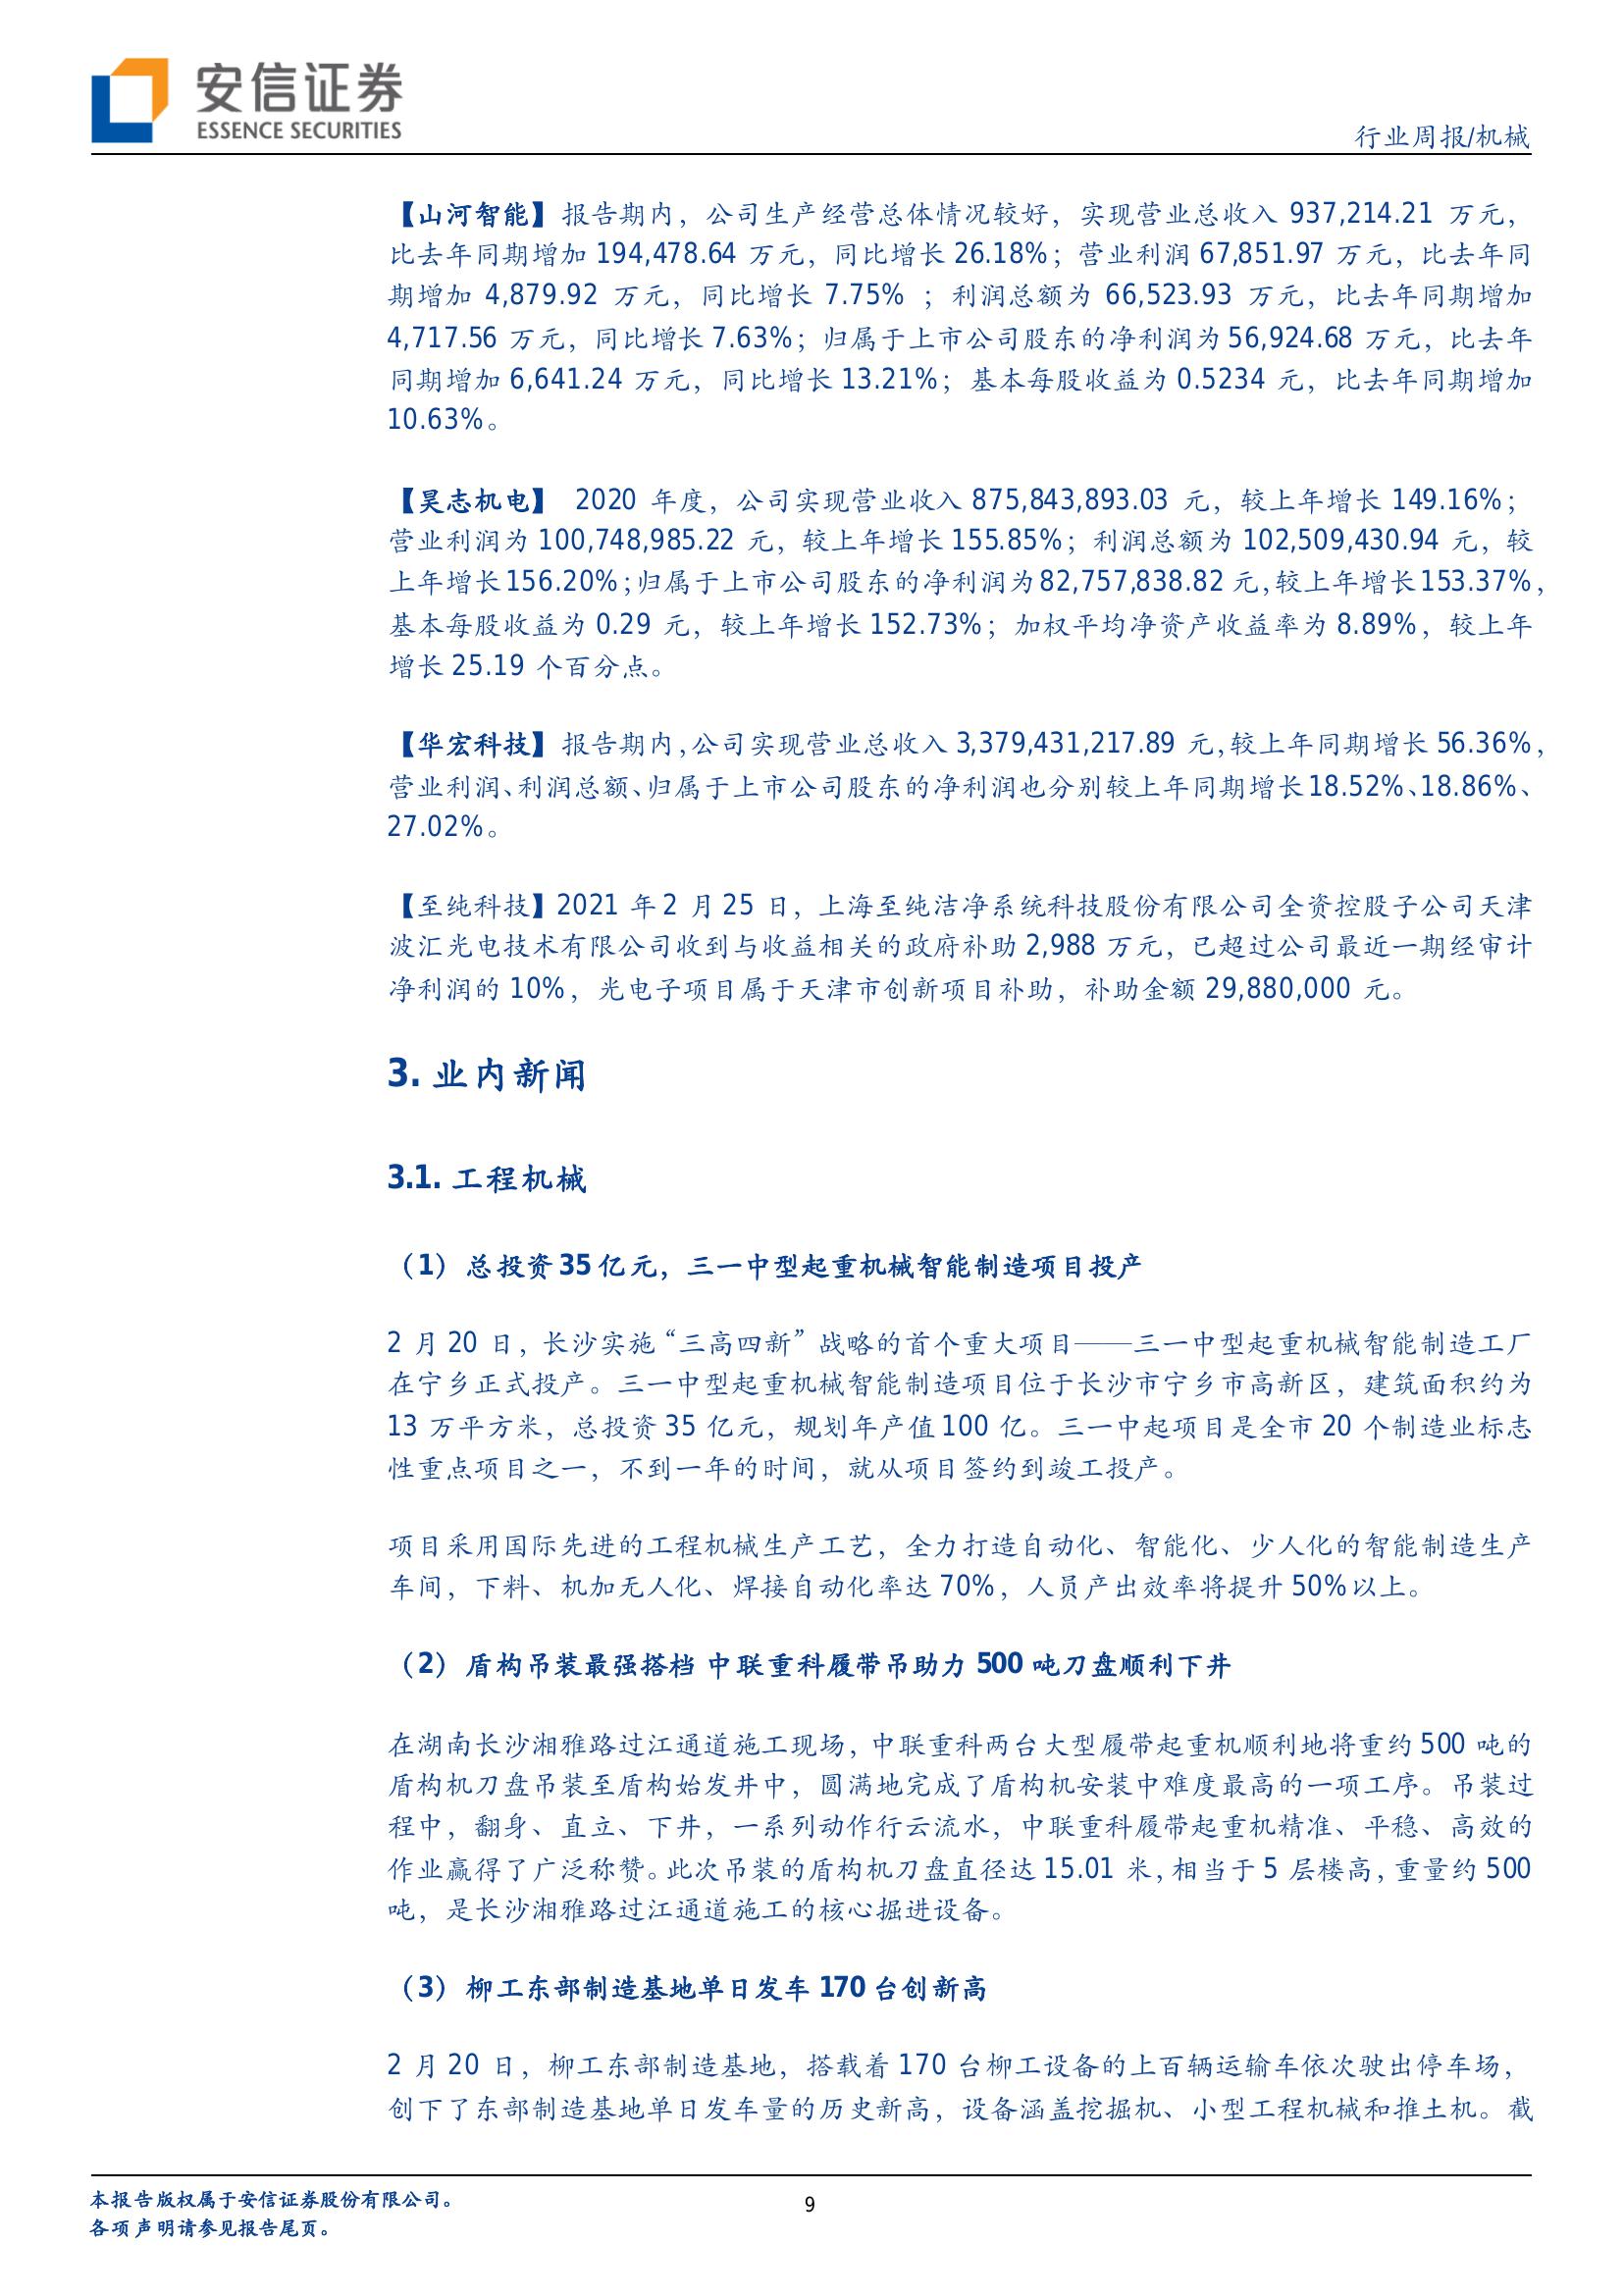 安信证券
ESSENCE SECURITIES
行业周报/机械
【山河智能】报告期内，公司生产经营总体情况较好，实现营业总收入 937,214.21 万元，
比去年同期增加 194,478.64 万元，同比增长 26.18%；营业利润 67,851.97 万元，比去年同
期增加 4,879.92 万元，同比增长 7.75% ；利润总额为 66,523.93 万元，比去年同期增加
4,717.56 万元，同比增长 7.63%；归属于上市公司股东的净利润为 56,924.68 万元，比去年
同期增加 6,641.24 万元，同比增长 13.21%；基本每股收益为 0.5234 元，比去年同期增加
10.63%。
【昊志机电】 2020 年度，公司实现营业收入 875,843,893.03 元，较上年增长 149.16%；
营业利润为 100,748,985.22 元，较上年增长 155.85%；利润总额为 102,509,430.94 元，较
上年增长 156.20%；归属于上市公司股东的净利润为 82,757,838.82 元，较上年增长 153.37%，
基本每股收益为 0.29 元，较上年增长 152.73%；加权平均净资产收益率为 8.89%，较上年
增长 25.19 个百分点。
【华宏科技】报告期内，公司实现营业总收入 3,379,431,217.89 元，较上年同期增长 56.36%，
营业利润、利润总额、归属于上市公司股东的净利润也分别较上年同期增长 18.52%、18.86%、
27.02%。
【至纯科技】2021 年 2 月 25 日，上海至纯洁净系统科技股份有限公司全资控股子公司天津
波汇光电技术有限公司收到与收益相关的政府补助 2,988 万元，已超过公司最近一期经审计
净利润的 10%，光电子项目属于天津市创新项目补助，补助金额 29,880,000 元。
3. 业内新闻
3.1. 工程机械
（1）总投资 35 亿元，三一中型起重机械智能制造项目投产
2 月 20 日，长沙实施“三高四新”战略的首个重大项目——三一中型起重机械智能制造工厂
在宁乡正式投产。三一中型起重机械智能制造项目位于长沙市宁乡市高新区，建筑面积约为
13 万平方米，总投资 35 亿元，规划年产值 100 亿。三一中起项目是全市 20 个制造业标志
性重点项目之一，不到一年的时间，就从项目签约到竣工投产。
项目采用国际先进的工程机械生产工艺，全力打造自动化、智能化、少人化的智能制造生产
车间，下料、机加无人化、焊接自动化率达 70%，人员产出效率将提升 50%以上。
（2）盾构吊装最强搭档 中联重科履带吊助力 500 吨刀盘顺利下井
在湖南长沙湘雅路过江通道施工现场，中联重科两台大型履带起重机顺利地将重约 500 吨的
盾构机刀盘吊装至盾构始发井中，圆满地完成了盾构机安装中难度最高的一项工序。吊装过
程中，翻身、直立、下井，一系列动作行云流水，中联重科履带起重机精准、平稳、高效的
作业赢得了广泛称赞。此次吊装的盾构机刀盘直径达 15.01 米，相当于 5 层楼高，重量约 500
吨，是长沙湘雅路过江通道施工的核心掘进设备。
（3）柳工东部制造基地单日发车 170 台创新高
2 月 20 日，柳工东部制造基地，搭载着 170 台柳工设备的上百辆运输车依次驶出停车场，
创下了东部制造基地单日发车量的历史新高，设备涵盖挖掘机、小型工程机械和推土机。截
本报告版权属于安信证券股份有限公司。
各项声明请参见报告尾页。
9